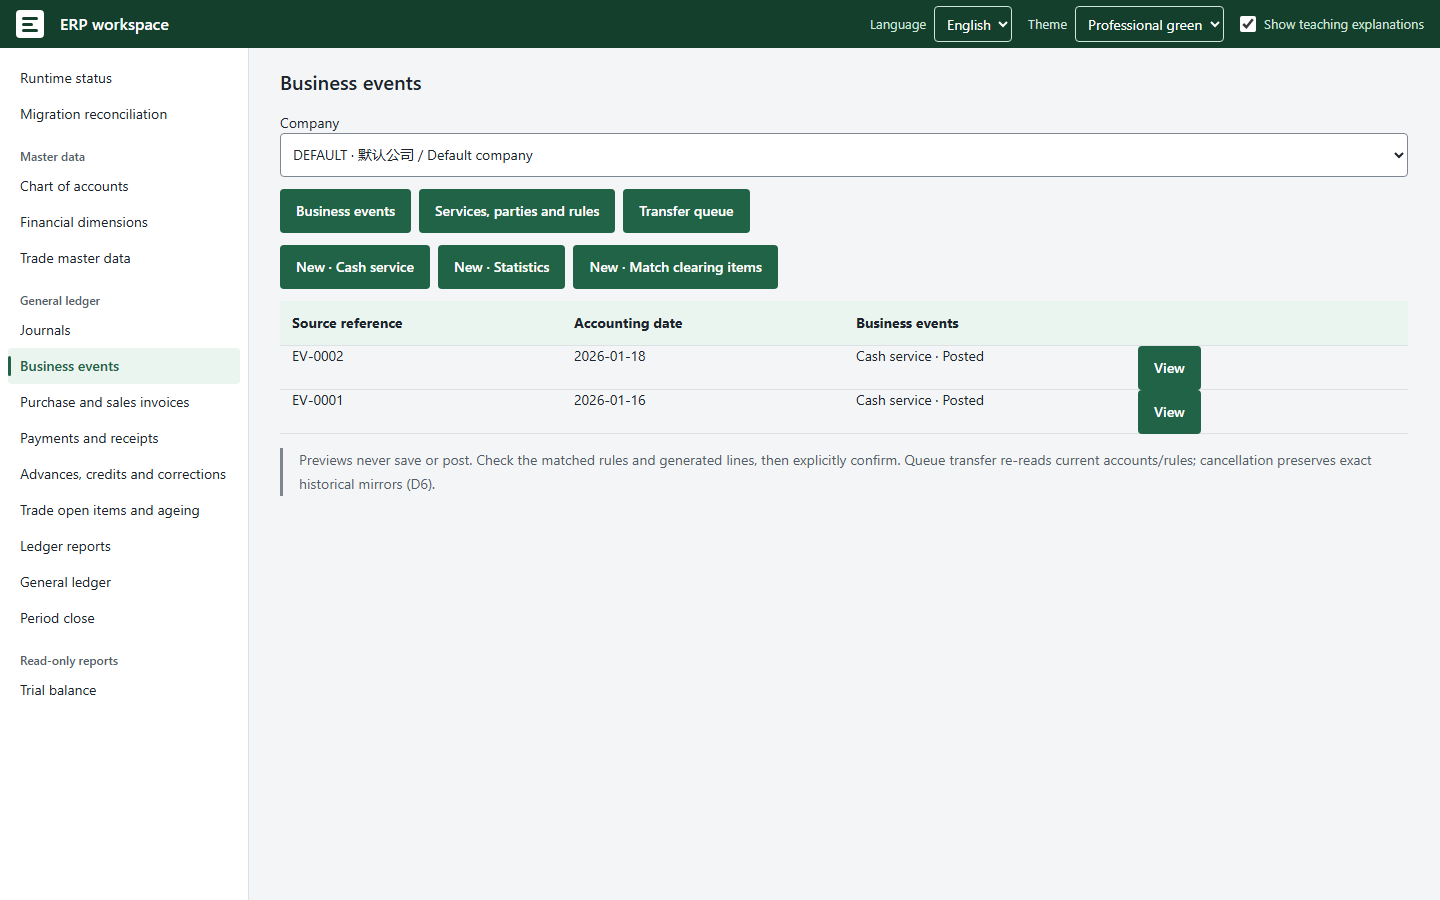 ERP workspace
Language English Theme Professional green Show teaching explanations
Runtime status
Migration reconciliation
Master data
Chart of accounts
Financial dimensions
Trade master data
General ledger
Journals
Business events
Purchase and sales invoices
Payments and receipts
Advances, credits and corrections
Trade open items and ageing
Ledger reports
General ledger
Period close
Read-only reports
Trial balance
Business events
Company
DEFAULT · 默认公司 / Default company
Business events Services, parties and rules Transfer queue
New · Cash service New · Statistics New · Match clearing items
Source reference Accounting date Business events
EV-0002 2026-01-18 Cash service · Posted View
EV-0001 2026-01-16 Cash service · Posted View
Previews never save or post. Check the matched rules and generated lines, then explicitly confirm. Queue transfer re-reads current accounts/rules; cancellation preserves exact
historical mirrors (D6).